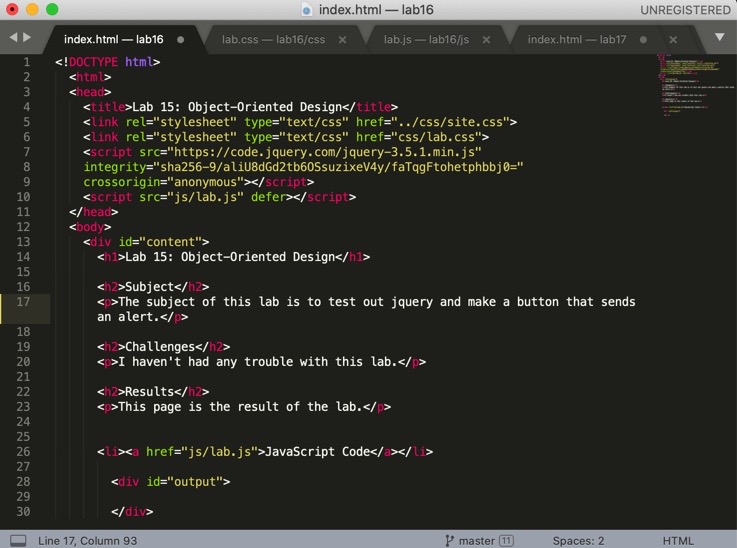 index.html — lab16
UNREGISTERED
index.html — lab16
lab.css — lab16/css
lab.js — lab16/js
index.html — lab17
1 <!DOCTYPE html>
2 <html>
3 <head>
4 <title>Lab 15: Object-Oriented Design</title>
5 <link rel="stylesheet" type="text/css" href="../css/site.css">
6 <link rel="stylesheet" type="text/css" href="css/lab.css">
7 <script src="https://code.jquery.com/jquery-3.5.1.min.js"
8 integrity="sha256-9/aliU8dGd2tb6OSsuzixeV4y/faTqgFtohetphbbj0="
9 crossorigin="anonymous"></script>
10 <script src="js/lab.js" defer></script>
11 </head>
12 <body>
13 <div id="content">
14 <h1>Lab 15: Object-Oriented Design</h1>
15
16 <h2>Subject</h2>
17 <p>The subject of this lab is to test out jquery and make a button that sends
an alert.</p>
18
19 <h2>Challenges</h2>
20 <p>I haven't had any trouble with this lab.</p>
21
22 <h2>Results</h2>
23 <p>This page is the result of the lab.</p>
24
25
26 <li><a href="js/lab.js">JavaScript Code</a></li>
27
28 <div id="output">
29
30 </div>
Line 17, Column 93
master 11
Spaces: 2
HTML